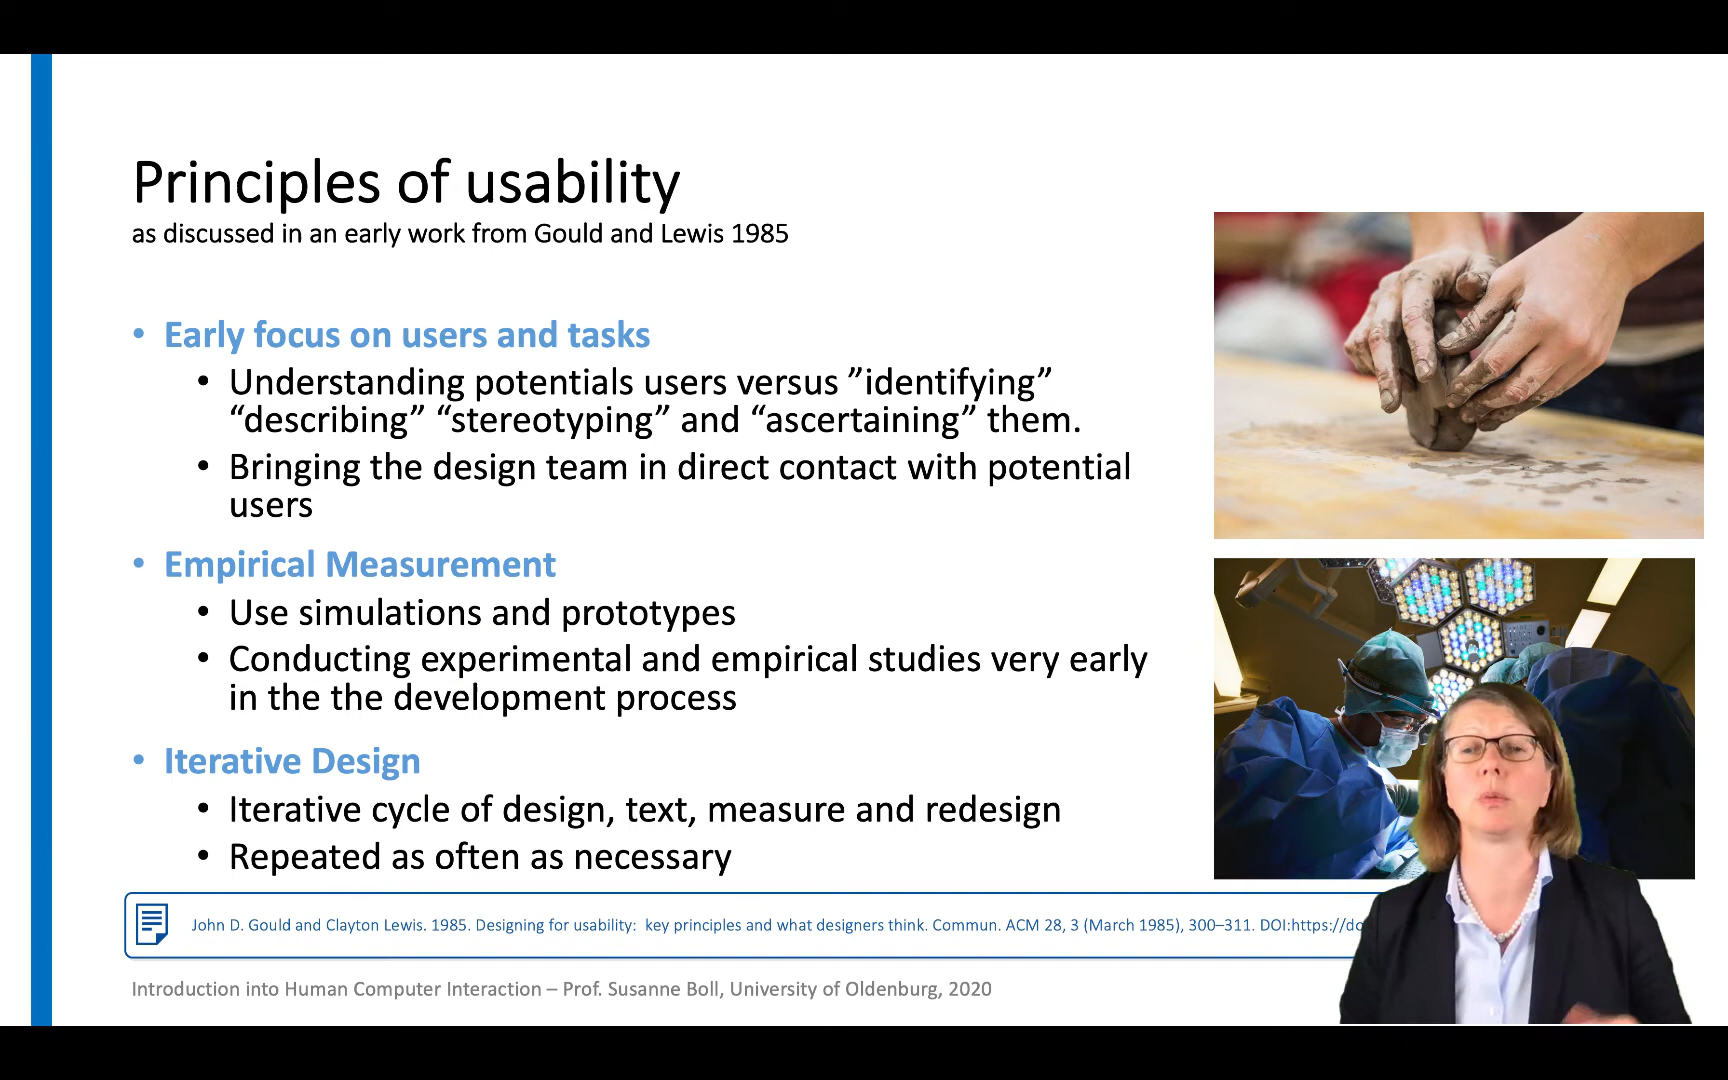 Principles of usability
as discussed in an early work from Gould and Lewis 1985
• Early focus on users and tasks
• Understanding potentials users versus ”identifying”
“describing” “stereotyping” and “ascertaining” them.
• Bringing the design team in direct contact with potential
users
• Empirical Measurement
• Use simulations and prototypes
• Conducting experimental and empirical studies very early
in the the development process
• Iterative Design
• Iterative cycle of design, text, measure and redesign
• Repeated as often as necessary
John D. Gould and Clayton Lewis. 1985. Designing for usability: key principles and what designers think. Commun. ACM 28, 3 (March 1985), 300–311. DOI:https://do
Introduction into Human Computer Interaction – Prof. Susanne Boll, University of Oldenburg, 2020